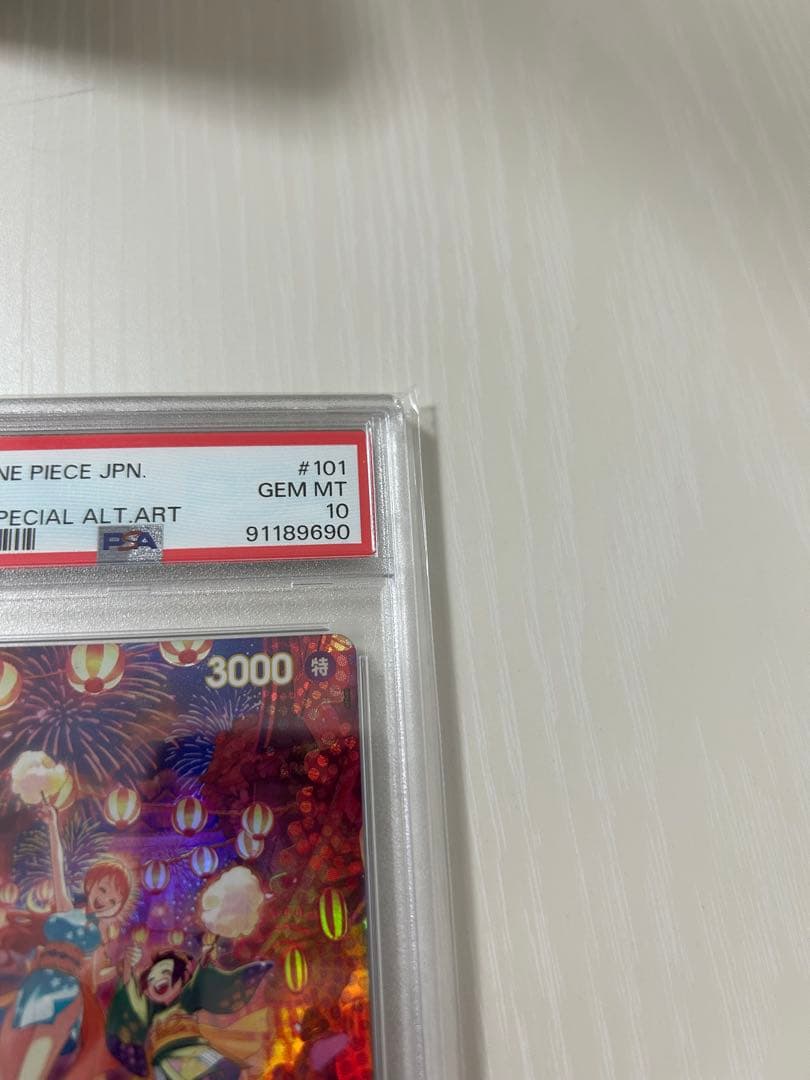 NE PIECE JPN.
#101
GEM MT
PECIAL ALT.ART
10
PSA
91189690
3000 特